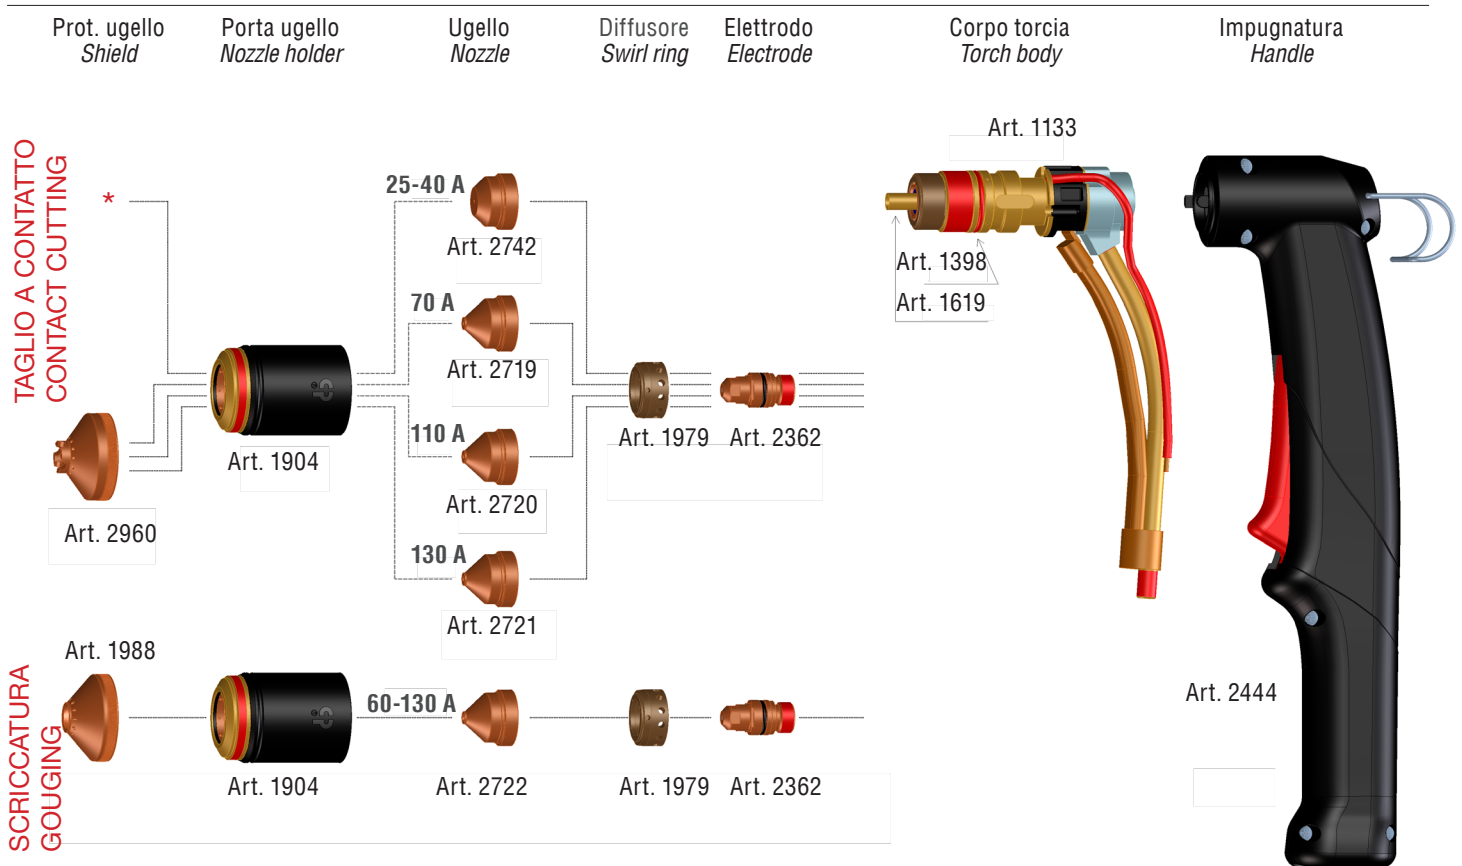 Prot. ugello
Shield
Porta ugello
Nozzle holder
Ugello
Nozzle
Diffusore
Swirl ring
Elettrodo
Electrode
Corpo torcia
Torch body
Impugnatura
Handle
TAGLIO A CONTATTO
CONTACT CUTTING
*
25-40 A
Art. 2742
70 A
Art. 2719
110 A
Art. 2720
130 A
Art. 2721
Art. 2960
Art. 1904
Art. 1979
Art. 2362
Art. 1133
Art. 1398
Art. 1619
Art. 2444
SCRICCATURA
GOUGING
Art. 1988
60-130 A
Art. 1904
Art. 2722
Art. 1979
Art. 2362